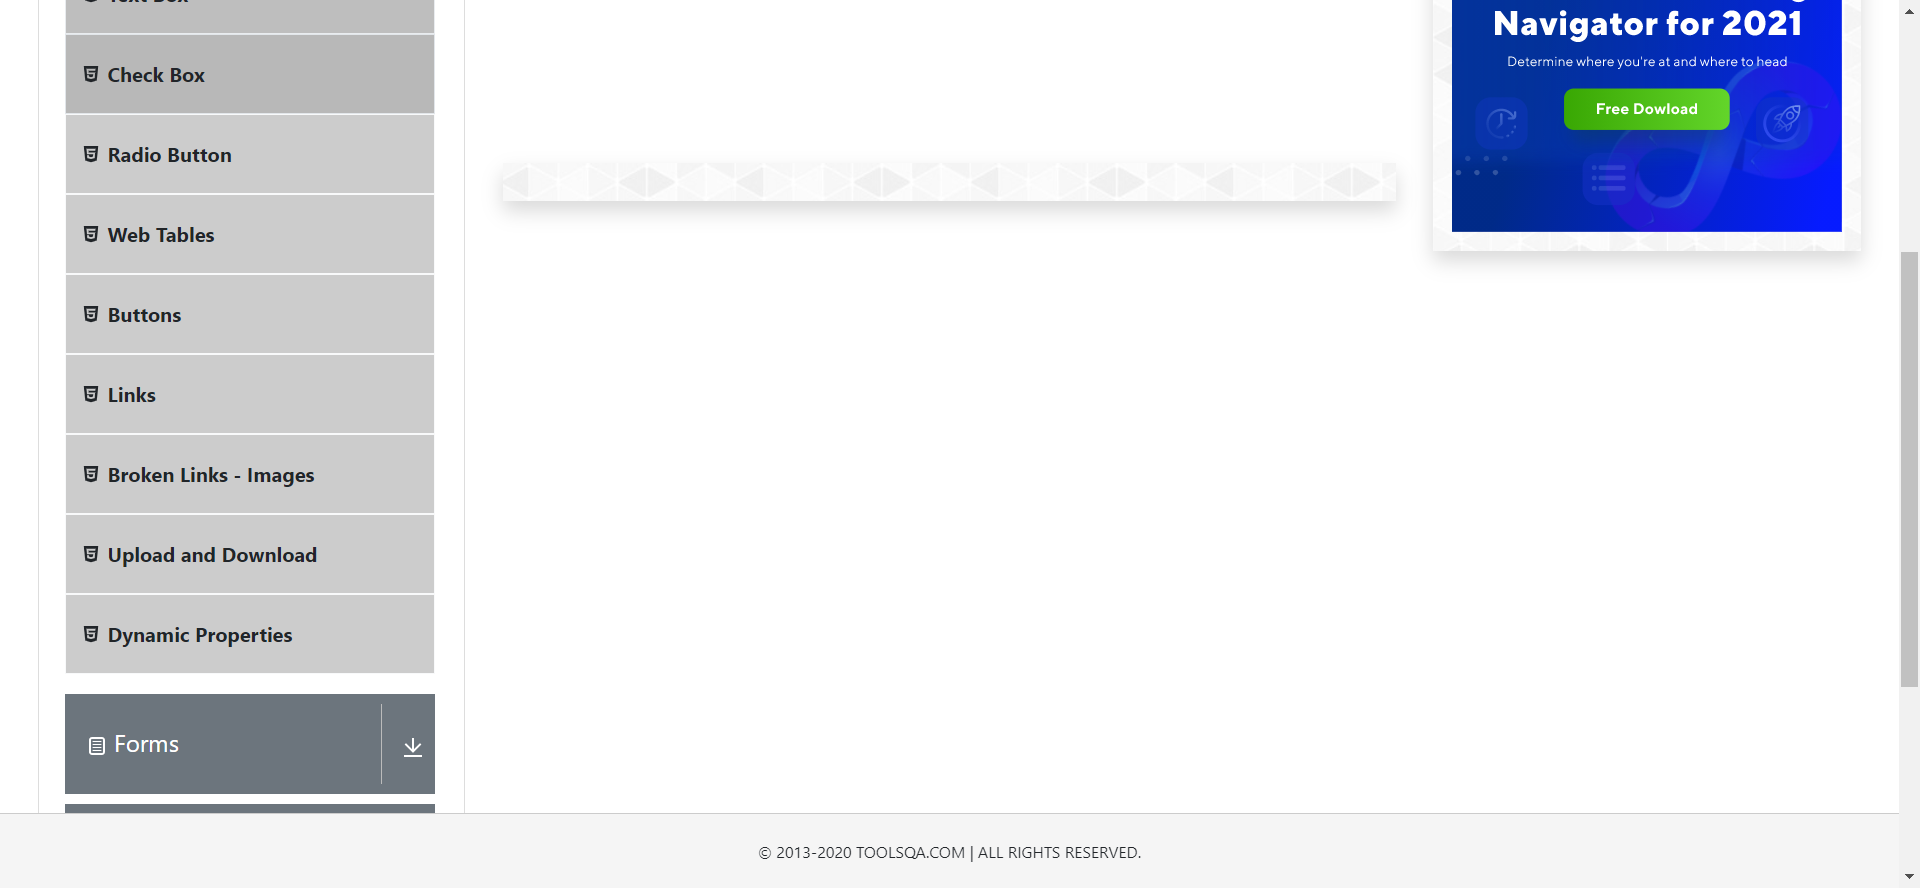 Text Box
Check Box
Radio Button
Web Tables
Buttons
Links
Broken Links - Images
Upload and Download
Dynamic Properties
Forms
Navigator for 2021
Determine where you're at and where to head
Free Dowload
© 2013-2020 TOOLSQA.COM | ALL RIGHTS RESERVED.